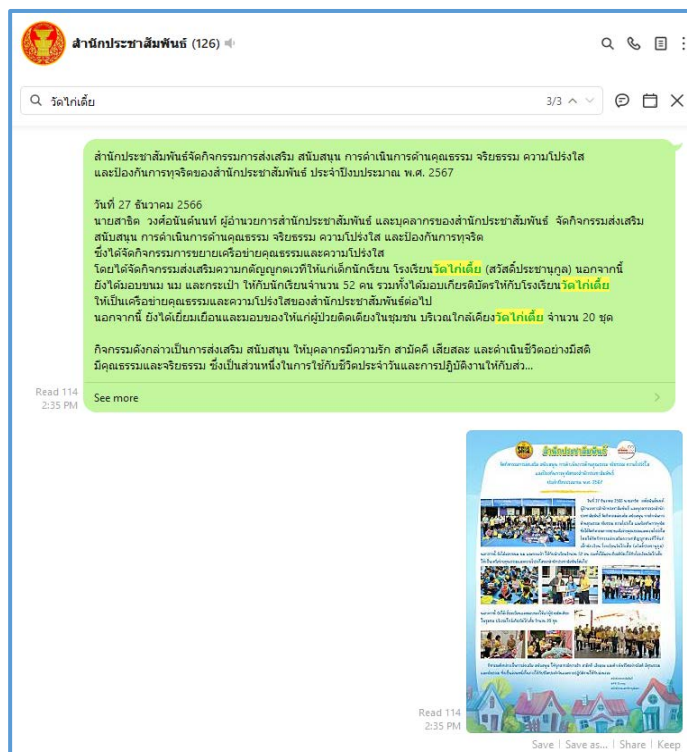 สำนักประชาสัมพันธ์ (126)
วัดไก่เตี้ย
3/3
สำนักประชาสัมพันธ์จัดกิจกรรมการส่งเสริม สนับสนุน การดำเนินการด้านคุณธรรม จริยธรรม ความโปร่งใส
และป้องกันการทุจริตของสำนักประชาสัมพันธ์ ประจำปีงบประมาณ พ.ศ. 2567
วันที่ 27 ธันวาคม 2566
นายสาธิต วงศ์อนันต์นนท์ ผู้อำนวยการสำนักประชาสัมพันธ์ และบุคลากรของสำนักประชาสัมพันธ์ จัดกิจกรรมส่งเสริม
สนับสนุน การดำเนินการด้านคุณธรรม จริยธรรม ความโปร่งใส และป้องกันการทุจริต
ซึ่งได้จัดกิจกรรมการขยายเครือข่ายคุณธรรมและความโปร่งใส
โดยได้จัดกิจกรรมส่งเสริมความกตัญญูกตเวทีให้แก่เด็กนักเรียน โรงเรียนวัดไก่เตี้ย (สวัสดิ์ประชานุกูล) นอกจากนี้
ยังได้มอบขนม นม และกระเป๋า ให้กับนักเรียนจำนวน 52 คน รวมทั้งได้มอบเกียรติบัตรให้กับโรงเรียนวัดไก่เตี้ย
ให้เป็นเครือข่ายคุณธรรมและความโปร่งใสของสำนักประชาสัมพันธ์ต่อไป
นอกจากนี้ ยังได้เยี่ยมเยือนและมอบของให้แก่ผู้ป่วยติดเตียงในชุมชน บริเวณใกล้เคียงวัดไก่เตี้ย จำนวน 20 ชุด
กิจกรรมดังกล่าวเป็นการส่งเสริม สนับสนุน ให้บุคลากรมีความรัก สามัคคี เสียสละ และดำเนินชีวิตอย่างมีสติ
มีคุณธรรมและจริยธรรม ซึ่งเป็นส่วนหนึ่งในการใช้กับชีวิตประจำวันและการปฏิบัติงานให้กับส่ว...
See more
Read 114
2:35 PM
สำนักประชาสัมพันธ์
Read 114
2:35 PM
Save | Save as... | Share | Keep